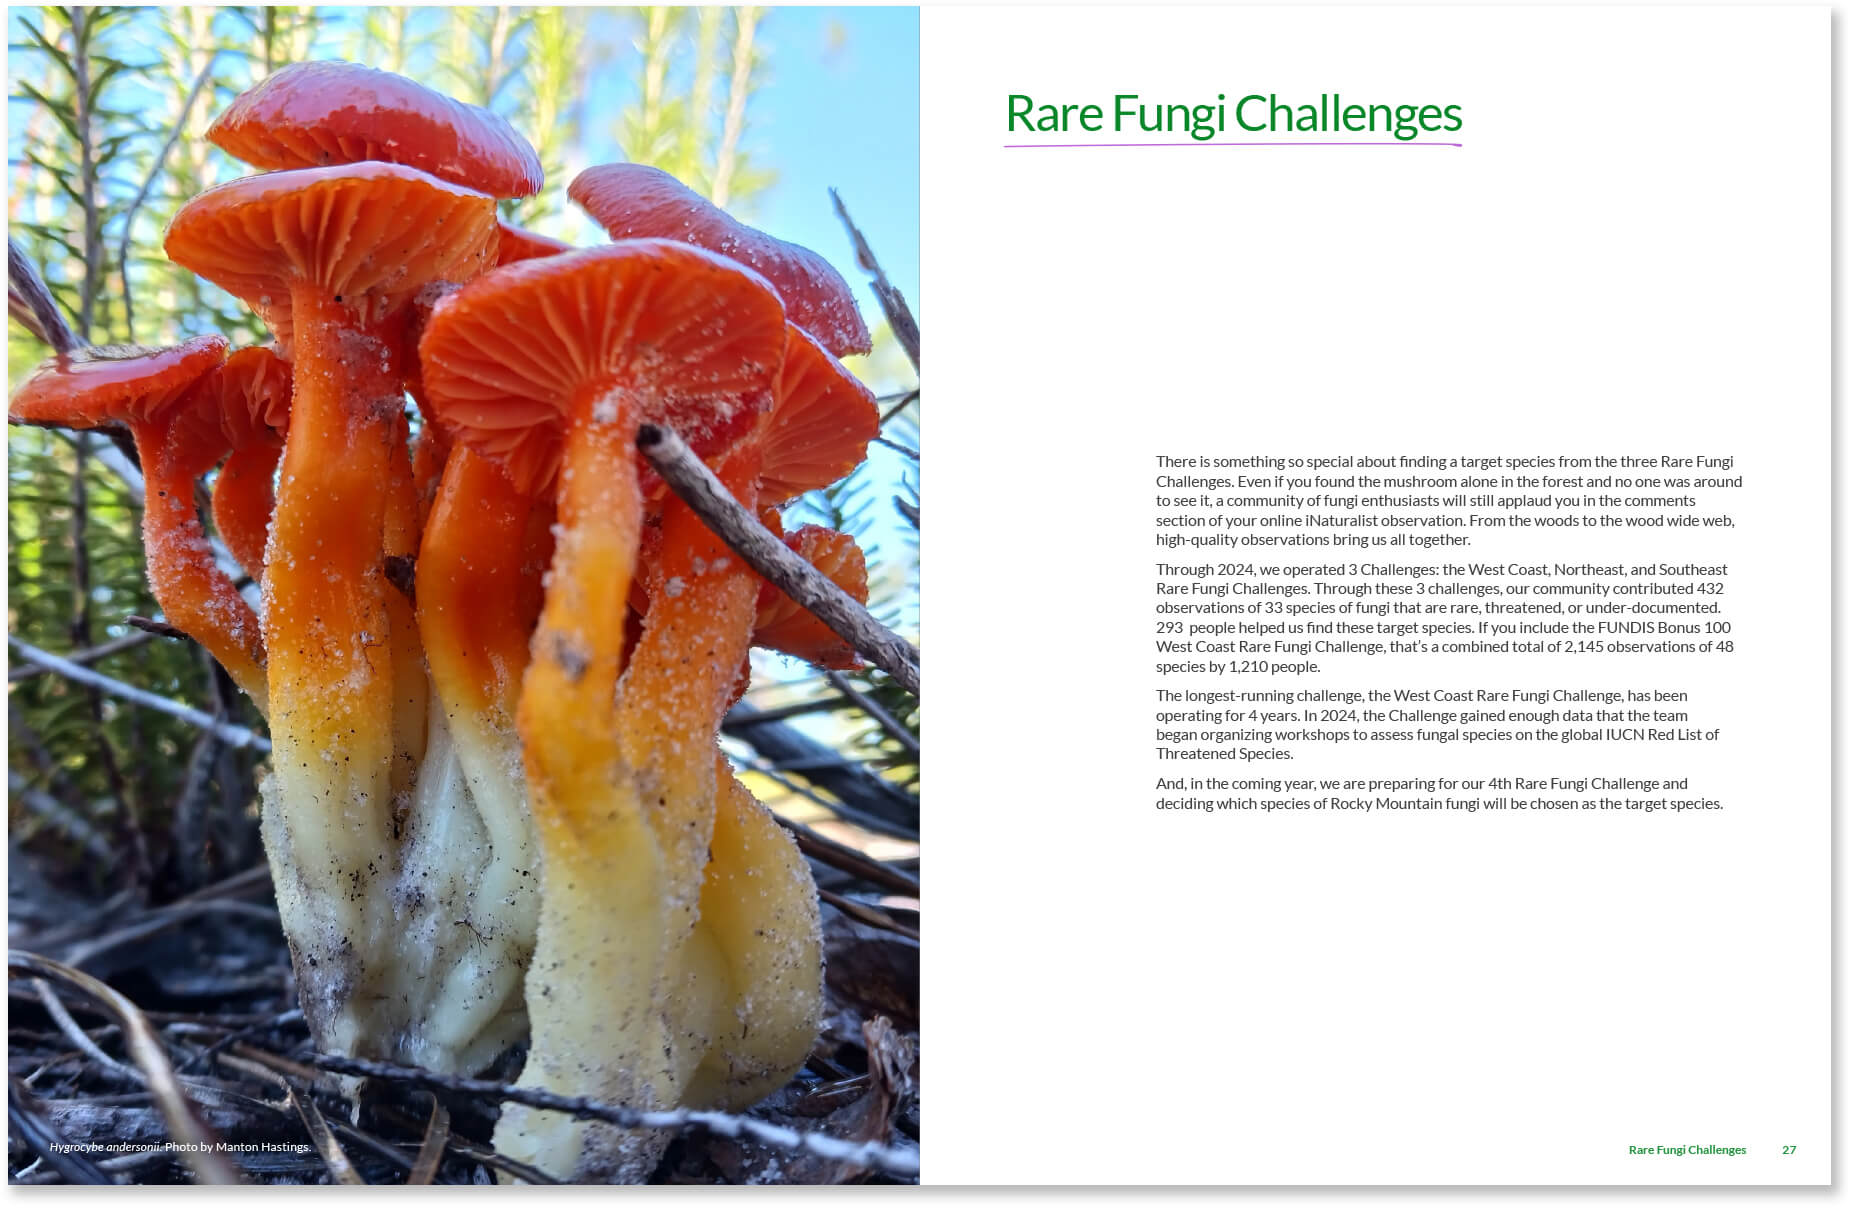 Rare Fungi Challenges
There is something so special about finding a target species from the three Rare Fungi
Challenges. Even if you found the mushroom alone in the forest and no one was around
to see it, a community of fungi enthusiasts will still applaud you in the comments
section of your online iNaturalist observation. From the woods to the wood wide web,
high-quality observations bring us all together.
Through 2024, we operated 3 Challenges: the West Coast, Northeast, and Southeast
Rare Fungi Challenges. Through these 3 challenges, our community contributed 432
observations of 33 species of fungi that are rare, threatened, or under-documented.
293  people helped us find these target species. If you include the FUNDIS Bonus 100
West Coast Rare Fungi Challenge, that’s a combined total of 2,145 observations of 48
species by 1,210 people.
The longest-running challenge, the West Coast Rare Fungi Challenge, has been
operating for 4 years. In 2024, the Challenge gained enough data that the team
began organizing workshops to assess fungal species on the global IUCN Red List of
Threatened Species.
And, in the coming year, we are preparing for our 4th Rare Fungi Challenge and
deciding which species of Rocky Mountain fungi will be chosen as the target species.
Hygrocybe andersonii. Photo by Manton Hastings.
Rare Fungi Challenges 27